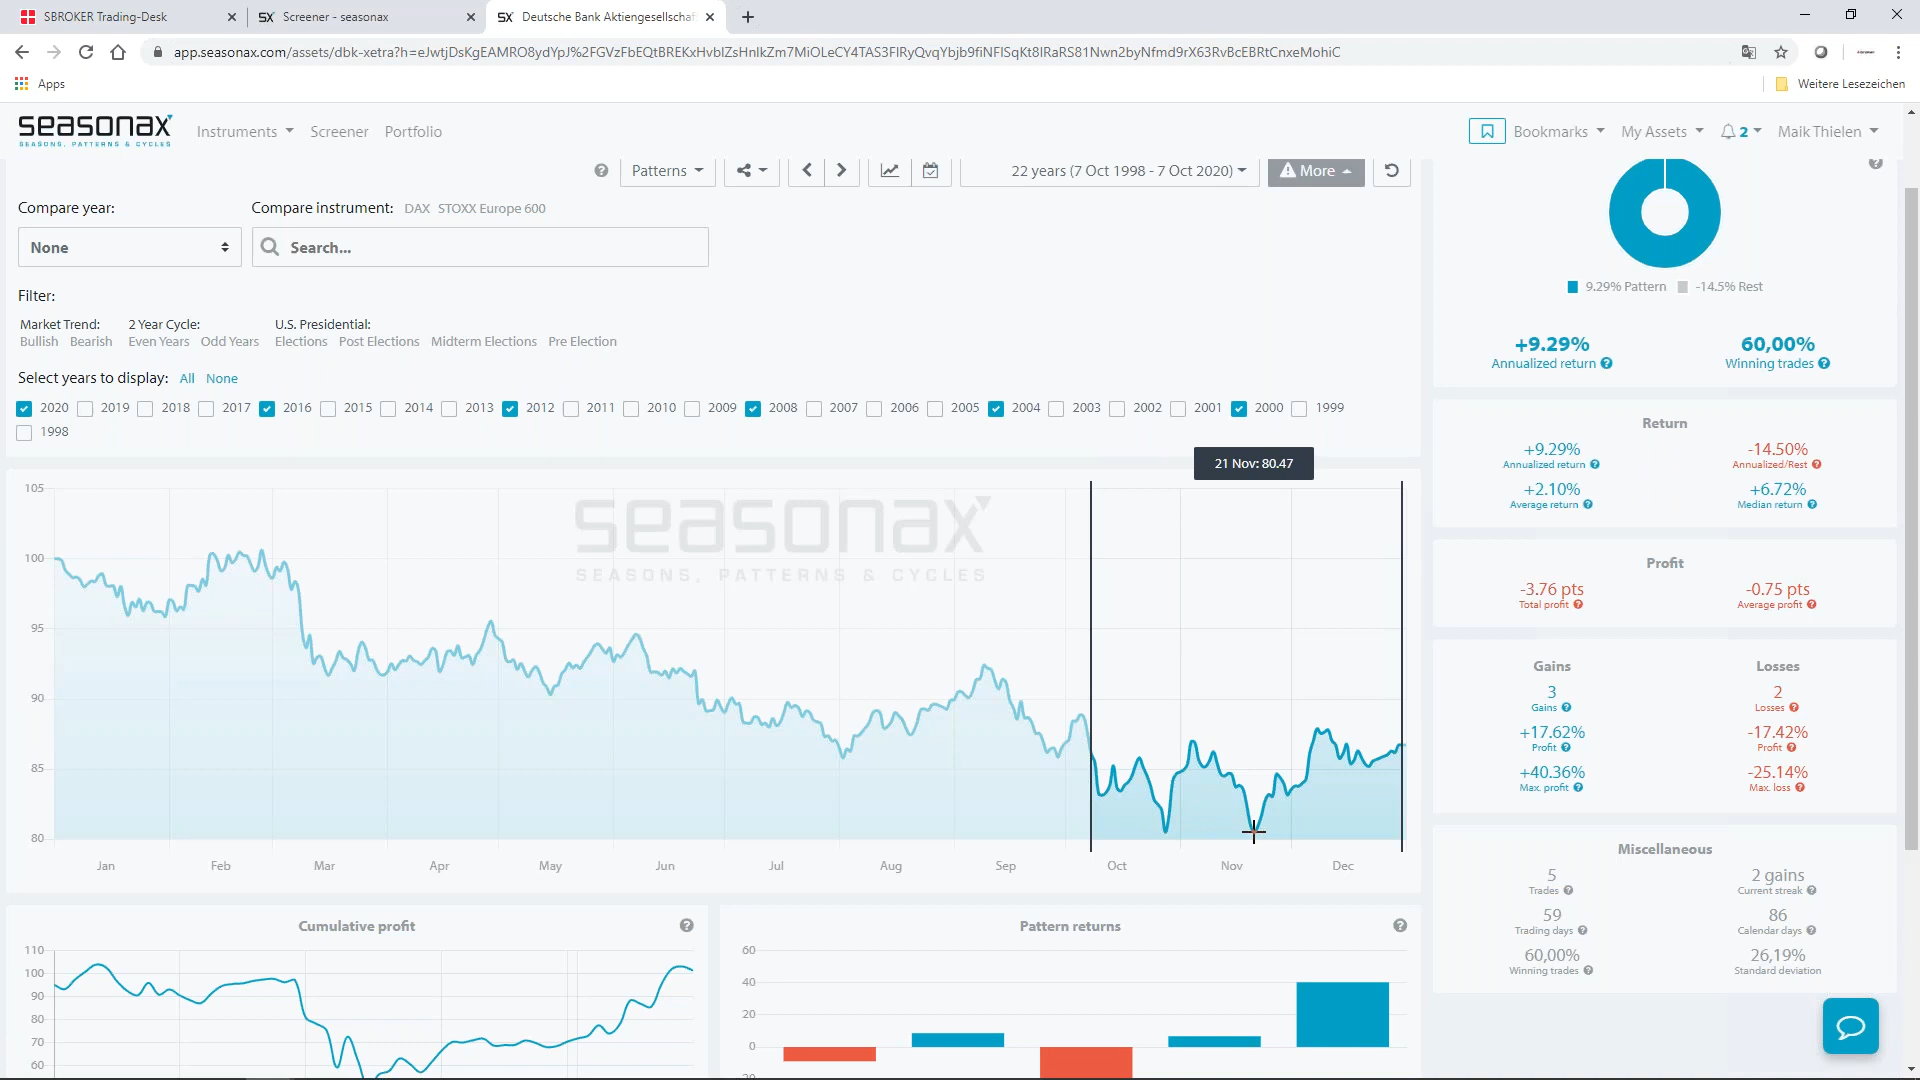 SBROKER Trading-Desk
Screener - seasonax
Deutsche Bank Aktiengesellschaf
app.seasonax.com/assets/dbk-xetra?h=eJwtjDsKgEAMRO8ydYpJ%2FGVzFbEQtBREKxHvblZsHnlkZm7MiOLeCY4TAS3FlRyQvqYbjb9fiNFlSqKt8lRaRS81Nwn2byNfmd9rX63RvBcEBRtCnxeMohiC
Apps
Weitere Lesezeichen
seasonax
SEASONS, PATTERNS & CYCLES
Instruments
Screener
Portfolio
Bookmarks
My Assets
2
Maik Thielen
Patterns
22 years (7 Oct 1998 - 7 Oct 2020)
More
Compare year:
Compare instrument: DAX STOXX Europe 600
None
Search...
Filter:
Market Trend: 2 Year Cycle: U.S. Presidential:
Bullish Bearish Even Years Odd Years Elections Post Elections Midterm Elections Pre Election
Select years to display: All None
2020 2019 2018 2017 2016 2015 2014 2013 2012 2011 2010 2009 2008 2007 2006 2005 2004 2003 2002 2001 2000 1999
1998
21 Nov: 80.47
105
100
95
90
85
80
seasonax
SEASONS, PATTERNS & CYCLES
Jan Feb Mar Apr May Jun Jul Aug Sep Oct Nov Dec
Cumulative profit
110
100
90
80
70
60
Pattern returns
60
40
20
0
-20
9.29% Pattern -14.5% Rest
+9.29% 60,00%
Annualized return Winning trades
Return
+9.29% -14.50%
Annualized return Annualized/Rest
+2.10% +6.72%
Average return Median return
Profit
-3.76 pts -0.75 pts
Total profit Average profit
Gains Losses
3 2
Gains Losses
+17.62% -17.42%
Profit Profit
+40.36% -25.14%
Max. profit Max. loss
Miscellaneous
5 2 gains
Trades Current streak
59 86
Trading days Calendar days
60,00% 26,19%
Winning trades Standard deviation